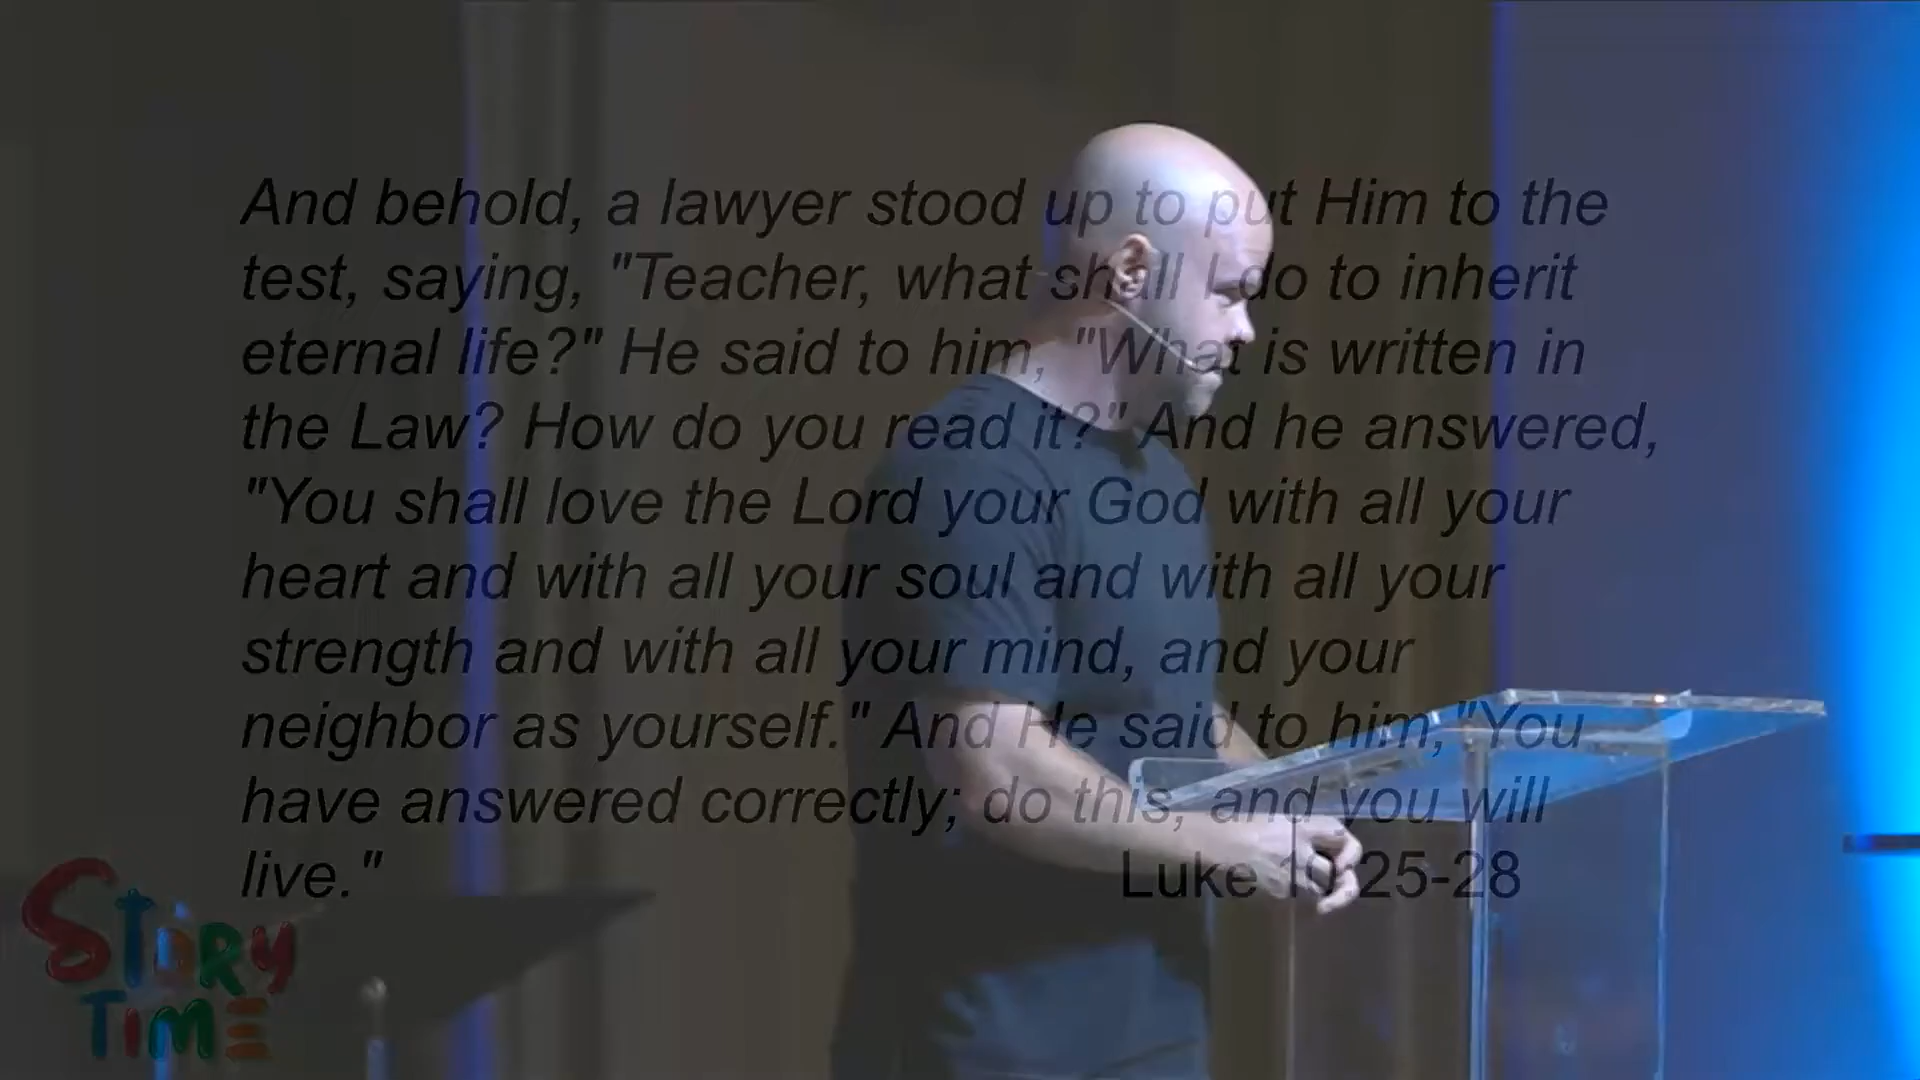 And behold, a lawyer stood up to put Him to the
test, saying, "Teacher, what shall I do to inherit
eternal life?" He said to him, "What is written in
the Law? How do you read it?" And he answered,
"You shall love the Lord your God with all your
heart and with all your soul and with all your
strength and with all your mind, and your
neighbor as yourself." And He said to him,"You
have answered correctly; do this, and you will
live." Luke 10:25-28
STORY
TIME